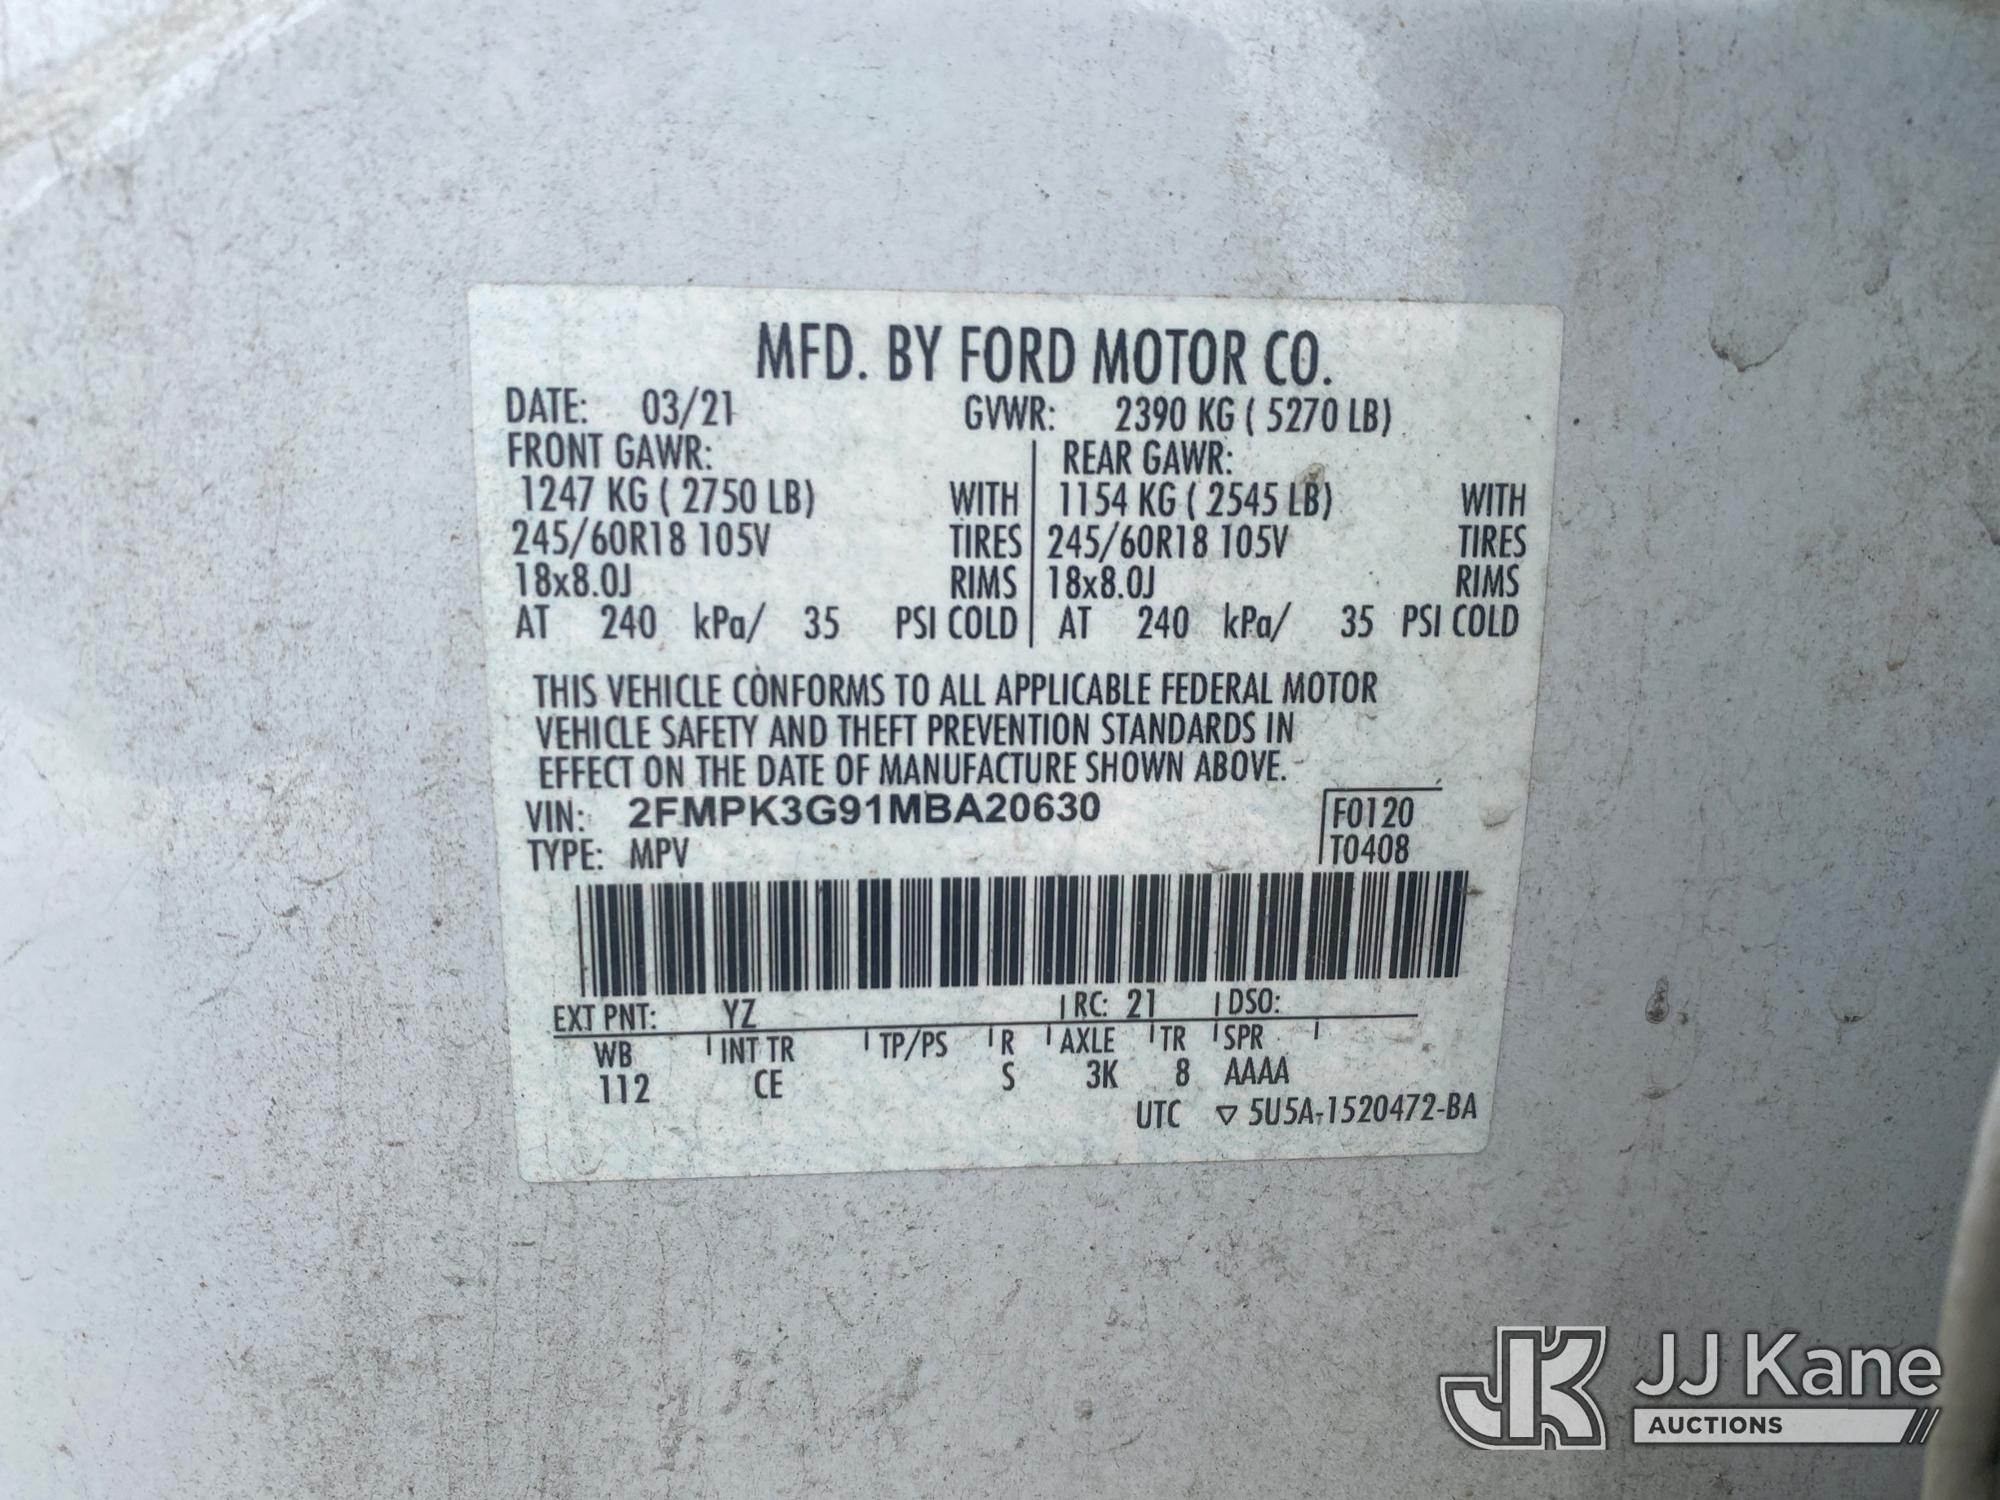 MFD. BY FORD MOTOR CO.
DATE: 03/21 GVWR: 2390 KG ( 5270 LB)
FRONT GAWR: REAR GAWR:
1247 KG ( 2750 LB) WITH 1154 KG ( 2545 LB) WITH
245/60R18 105V TIRES 245/60R18 105V TIRES
18x8.0J RIMS 18x8.0J RIMS
AT 240 kPa/ 35 PSI COLD AT 240 kPa/ 35 PSI COLD
THIS VEHICLE CONFORMS TO ALL APPLICABLE FEDERAL MOTOR
VEHICLE SAFETY AND THEFT PREVENTION STANDARDS IN
EFFECT ON THE DATE OF MANUFACTURE SHOWN ABOVE.
VIN: 2FMPK3G91MBA20630 F0120
TYPE: MPV T0408
EXT PNT: YZ RC: 21 DSO:
WB INT TR TP/PS R AXLE TR SPR
112 CE S 3K 8 AAAA
UTC ▽ 5U5A-1520472-BA
JK JJ Kane
AUCTIONS